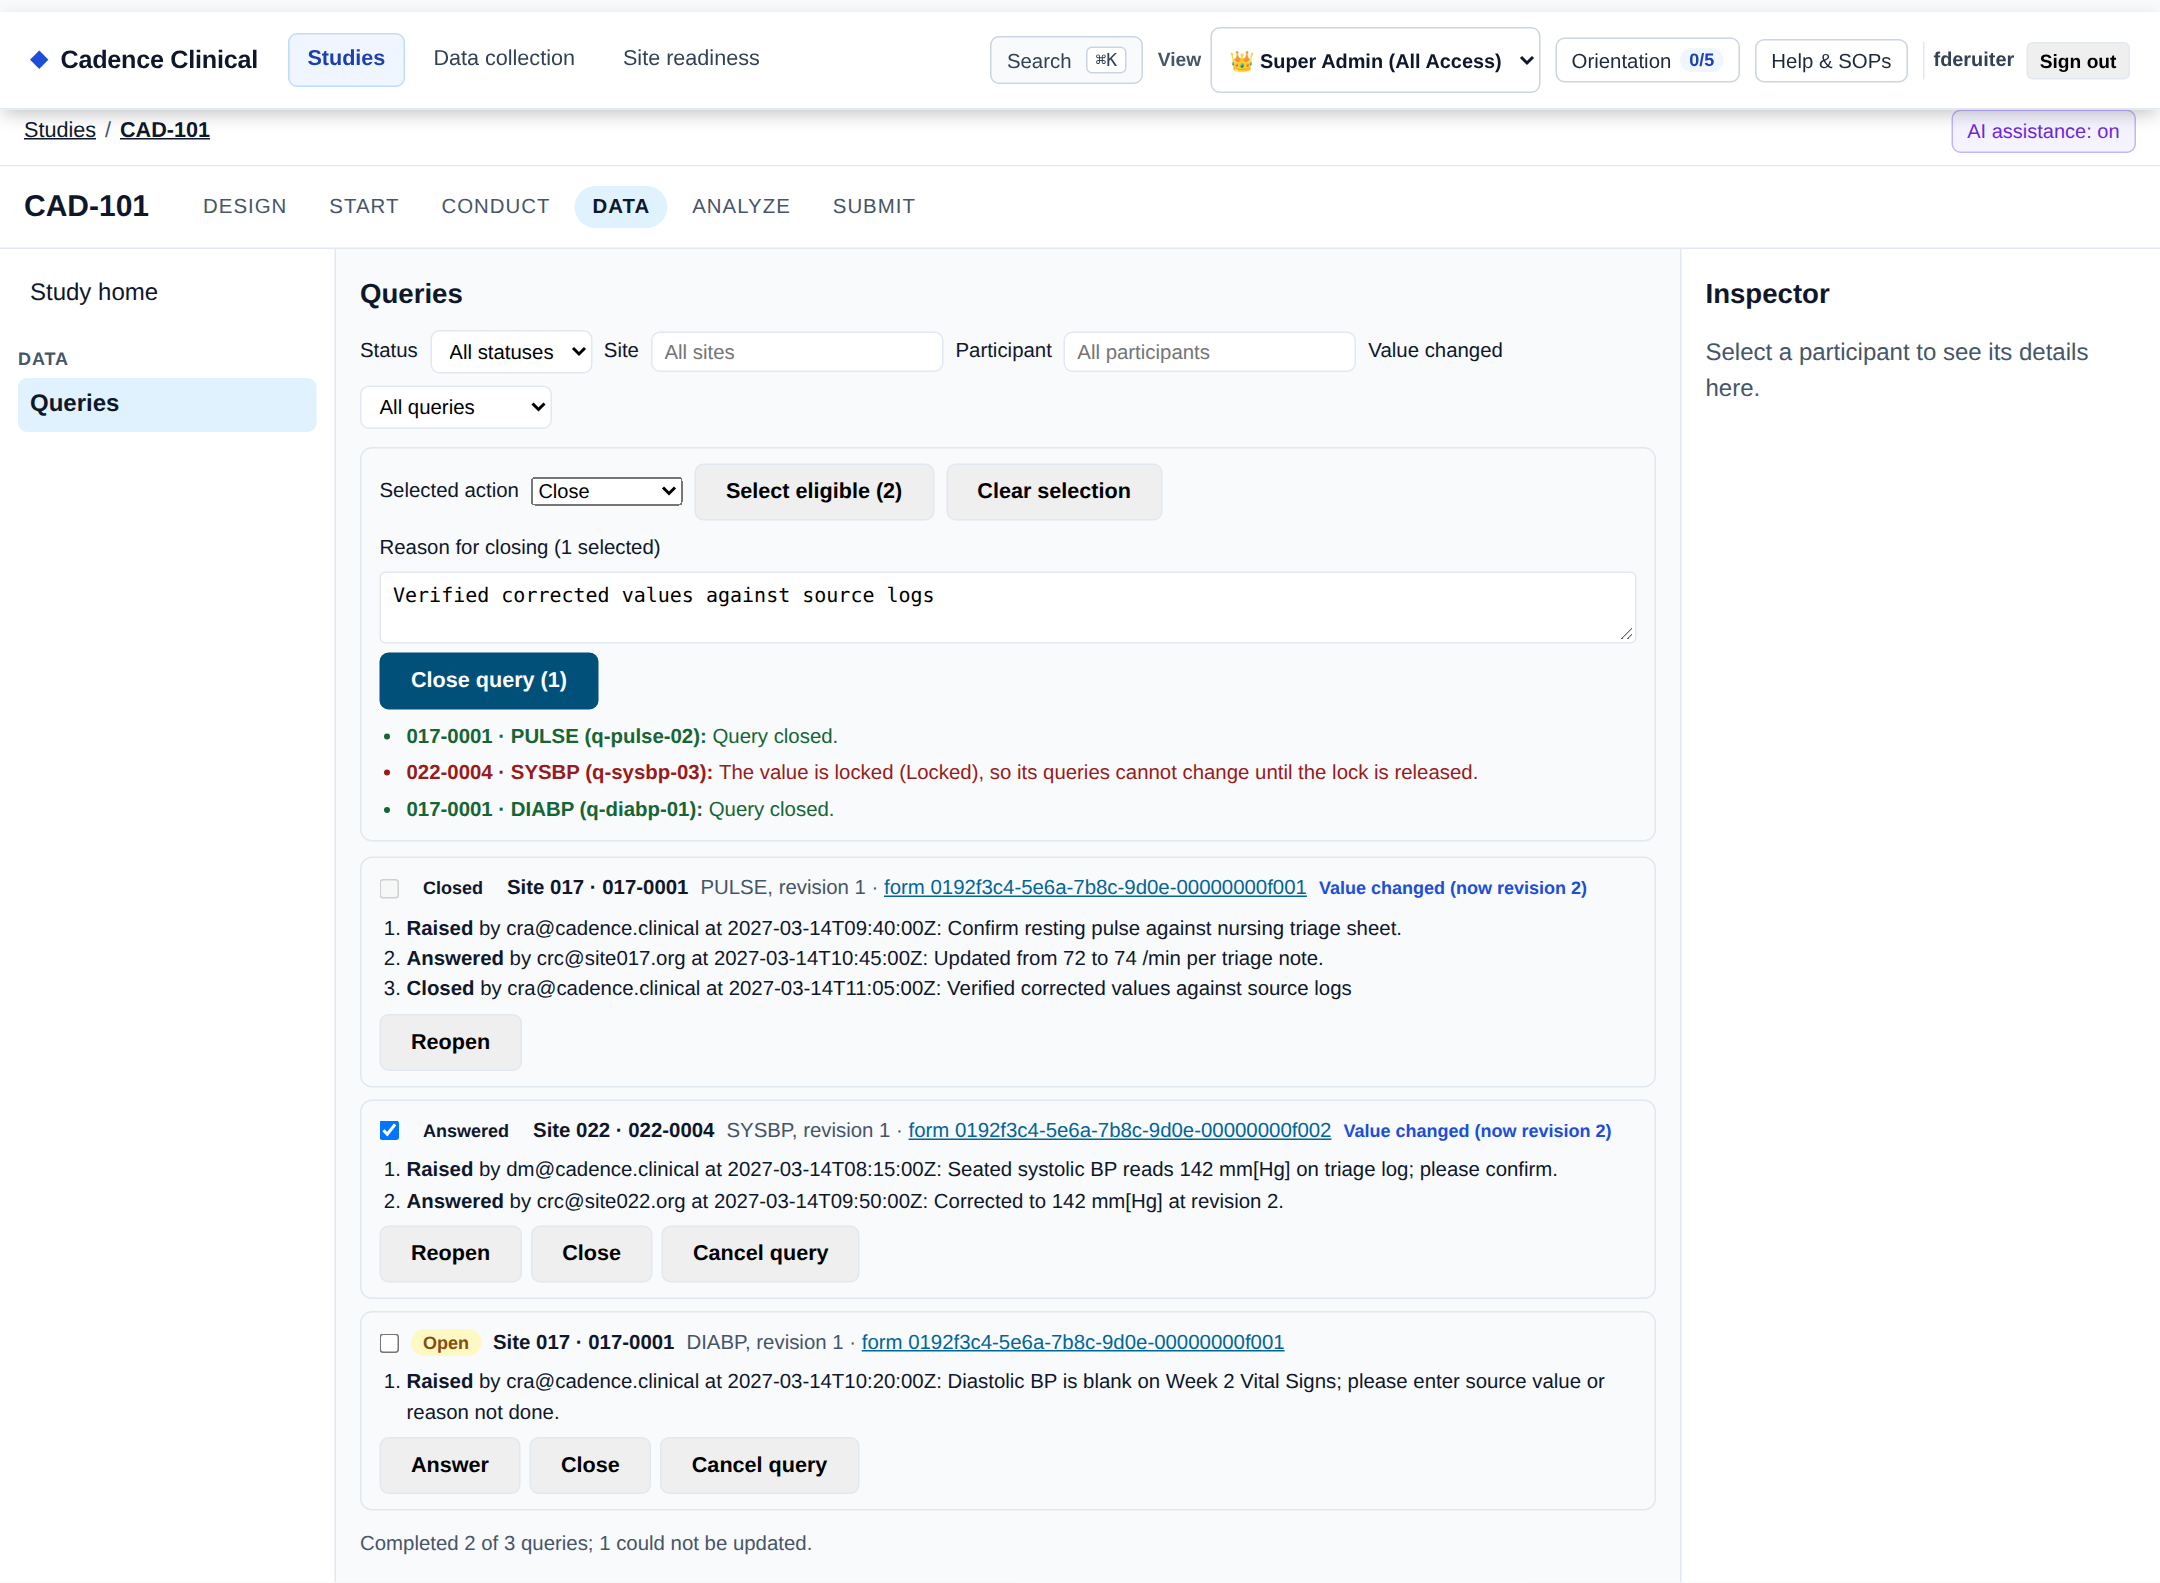 Cadence Clinical Studies Data collection Site readiness Search ⌘K View 👑 Super Admin (All Access) Orientation 0/5 Help & SOPs fderuiter Sign out
Studies / CAD-101 AI assistance: on
CAD-101 DESIGN START CONDUCT DATA ANALYZE SUBMIT
Study home
DATA
Queries
Queries
Status All statuses Site All sites Participant All participants Value changed
All queries
Selected action Close Select eligible (2) Clear selection
Reason for closing (1 selected)
Verified corrected values against source logs
Close query (1)
• 017-0001 · PULSE (q-pulse-02): Query closed.
• 022-0004 · SYSBP (q-sysbp-03): The value is locked (Locked), so its queries cannot change until the lock is released.
• 017-0001 · DIABP (q-diabp-01): Query closed.
Closed Site 017 · 017-0001 PULSE, revision 1 · form 0192f3c4-5e6a-7b8c-9d0e-00000000f001 Value changed (now revision 2)
1. Raised by cra@cadence.clinical at 2027-03-14T09:40:00Z: Confirm resting pulse against nursing triage sheet.
2. Answered by crc@site017.org at 2027-03-14T10:45:00Z: Updated from 72 to 74 /min per triage note.
3. Closed by cra@cadence.clinical at 2027-03-14T11:05:00Z: Verified corrected values against source logs
Reopen
Answered Site 022 · 022-0004 SYSBP, revision 1 · form 0192f3c4-5e6a-7b8c-9d0e-00000000f002 Value changed (now revision 2)
1. Raised by dm@cadence.clinical at 2027-03-14T08:15:00Z: Seated systolic BP reads 142 mm[Hg] on triage log; please confirm.
2. Answered by crc@site022.org at 2027-03-14T09:50:00Z: Corrected to 142 mm[Hg] at revision 2.
Reopen Close Cancel query
Open Site 017 · 017-0001 DIABP, revision 1 · form 0192f3c4-5e6a-7b8c-9d0e-00000000f001
1. Raised by cra@cadence.clinical at 2027-03-14T10:20:00Z: Diastolic BP is blank on Week 2 Vital Signs; please enter source value or
reason not done.
Answer Close Cancel query
Completed 2 of 3 queries; 1 could not be updated.
Inspector
Select a participant to see its details
here.